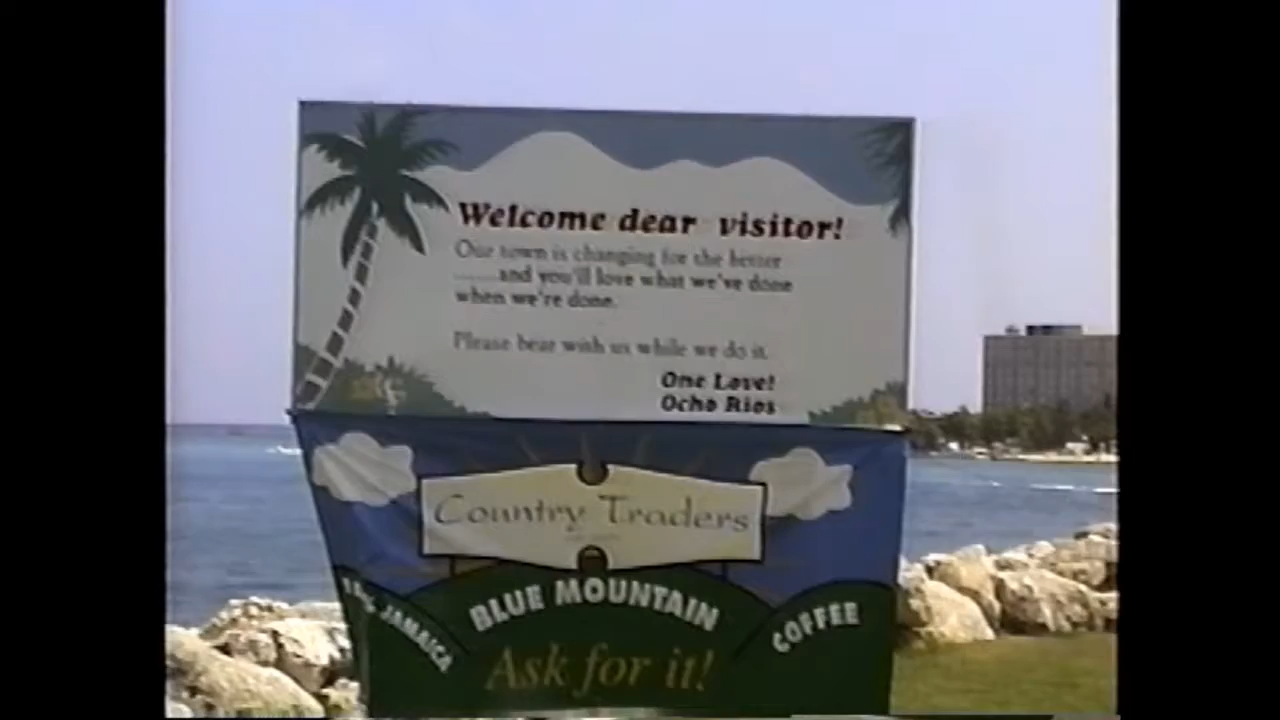 Welcome dear visitor!
Our town is changing for the better
......and you'll love what we've done
when we're done.
Please bear with us while we do it.
One Love!
Ocho Rios
Country Traders
JAMAICA
BLUE MOUNTAIN
COFFEE
Ask for it!